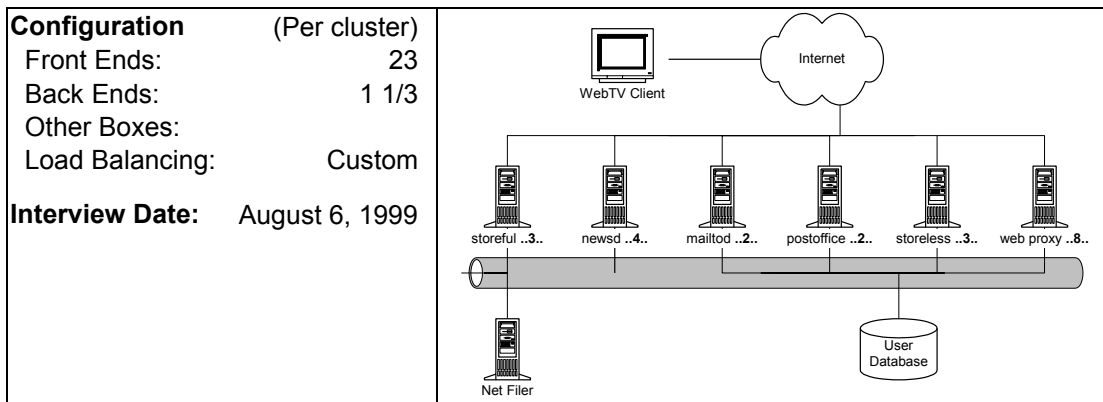 Configuration (Per cluster)
Front Ends: 23
Back Ends: 1 1/3
Other Boxes:
Load Balancing: Custom
Interview Date: August 6, 1999
Internet
WebTV Client
storeful ..3.. newsd ..4.. mailtod ..2.. postoffice ..2.. storeless ..3.. web proxy ..8..
User
Database
Net Filer